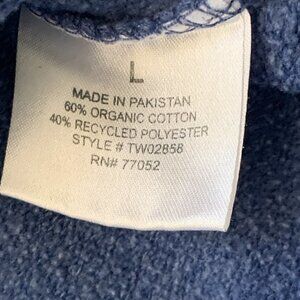 L
MADE IN PAKISTAN
60% ORGANIC COTTON
40% RECYCLED POLYESTER
STYLE # TW02858
RN# 77052